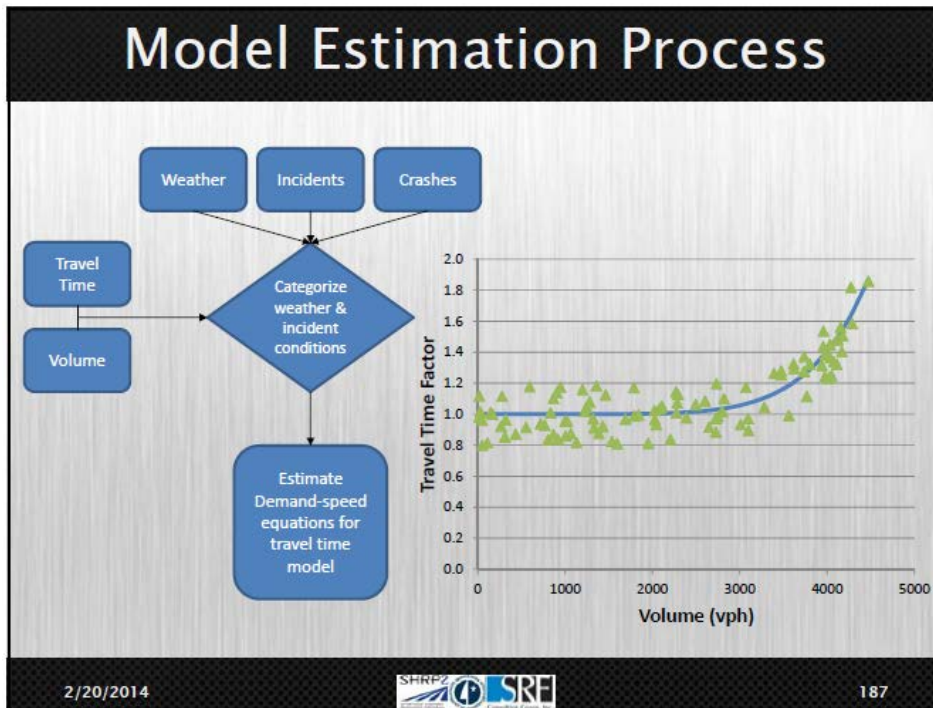 Model Estimation Process
Weather
Incidents
Crashes
Travel
Time
Volume
Categorize
weather &
incident
conditions
Estimate
Demand-speed
equations for
travel time
model
Travel Time Factor
2.0
1.8
1.6
1.4
1.2
1.0
0.8
0.6
0.4
0.2
0.0
0
1000
2000
3000
4000
5000
Volume (vph)
2/20/2014
SHRP2
SRF
187